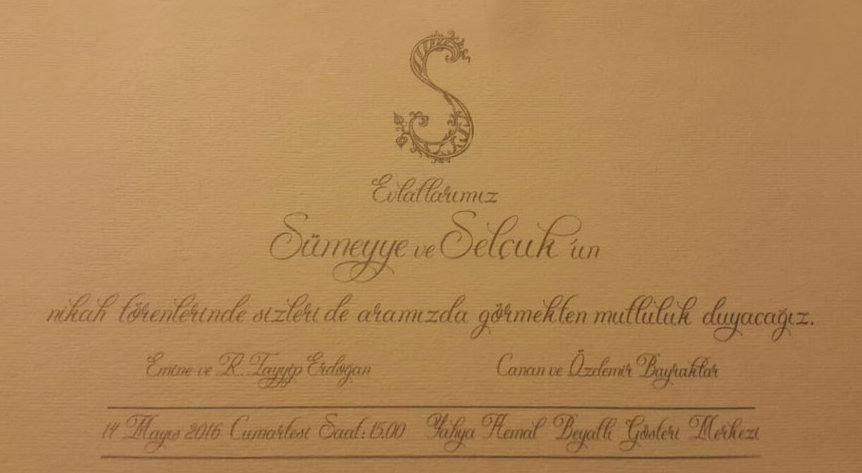 S
Evlatlarımız
Sümeyye ve Selçuk'un
nikah törenlerinde sizleri de aramızda görmekten mutluluk duyacağız.
Emine ve R. Tayyip Erdoğan Canan ve Özdemir Bayraktar
14 Mayıs 2016 Cumartesi Saat: 15.00 Yahya Kemal Beyatlı Gösteri Merkezi